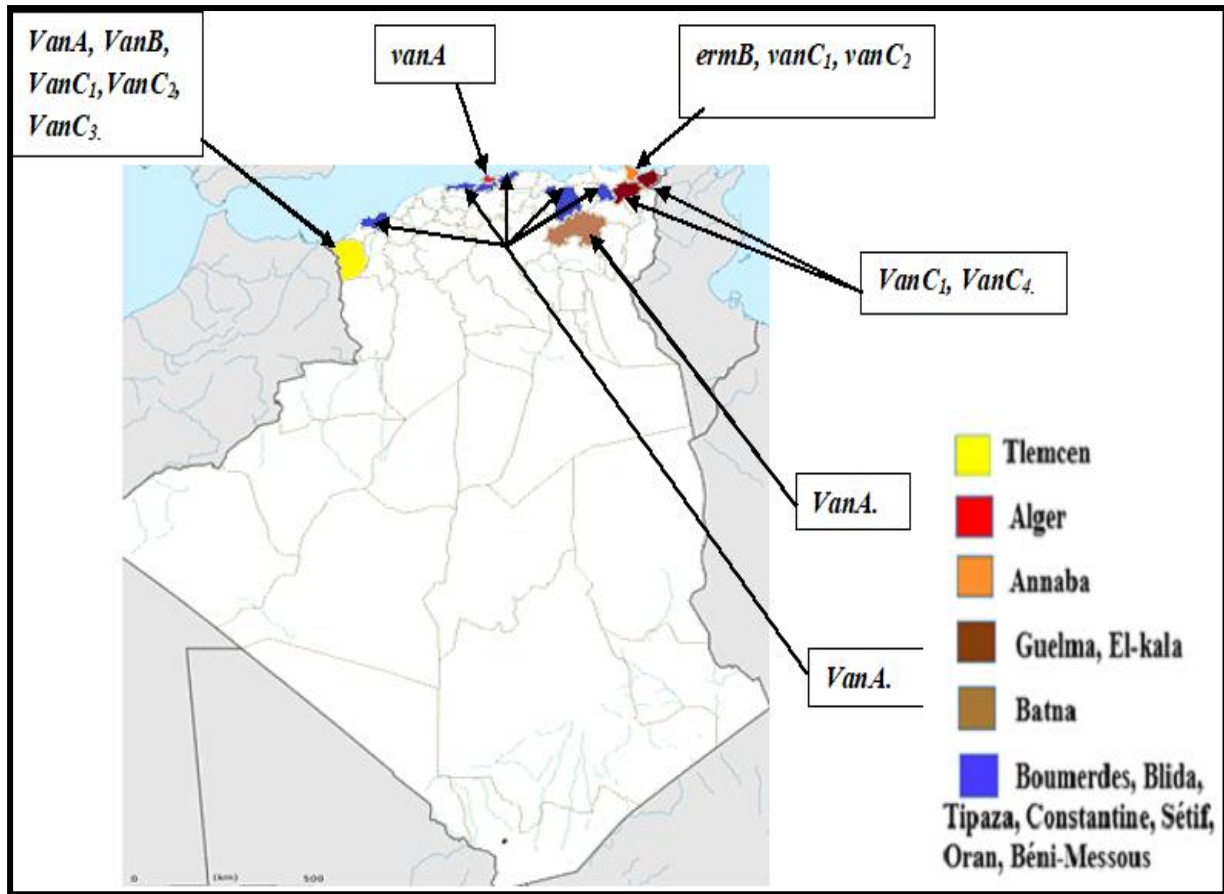 VanA, VanB,
VanC₁, VanC₂,
VanC₃.
vanA
ermB, vanC₁, vanC₂
VanC₁, VanC₄.
VanA.
VanA.
Tlemcen
Alger
Annaba
Guelma, El-kala
Batna
Boumerdes, Blida,
Tipaza, Constantine, Sétif,
Oran, Béni-Messous
0 (km) 500